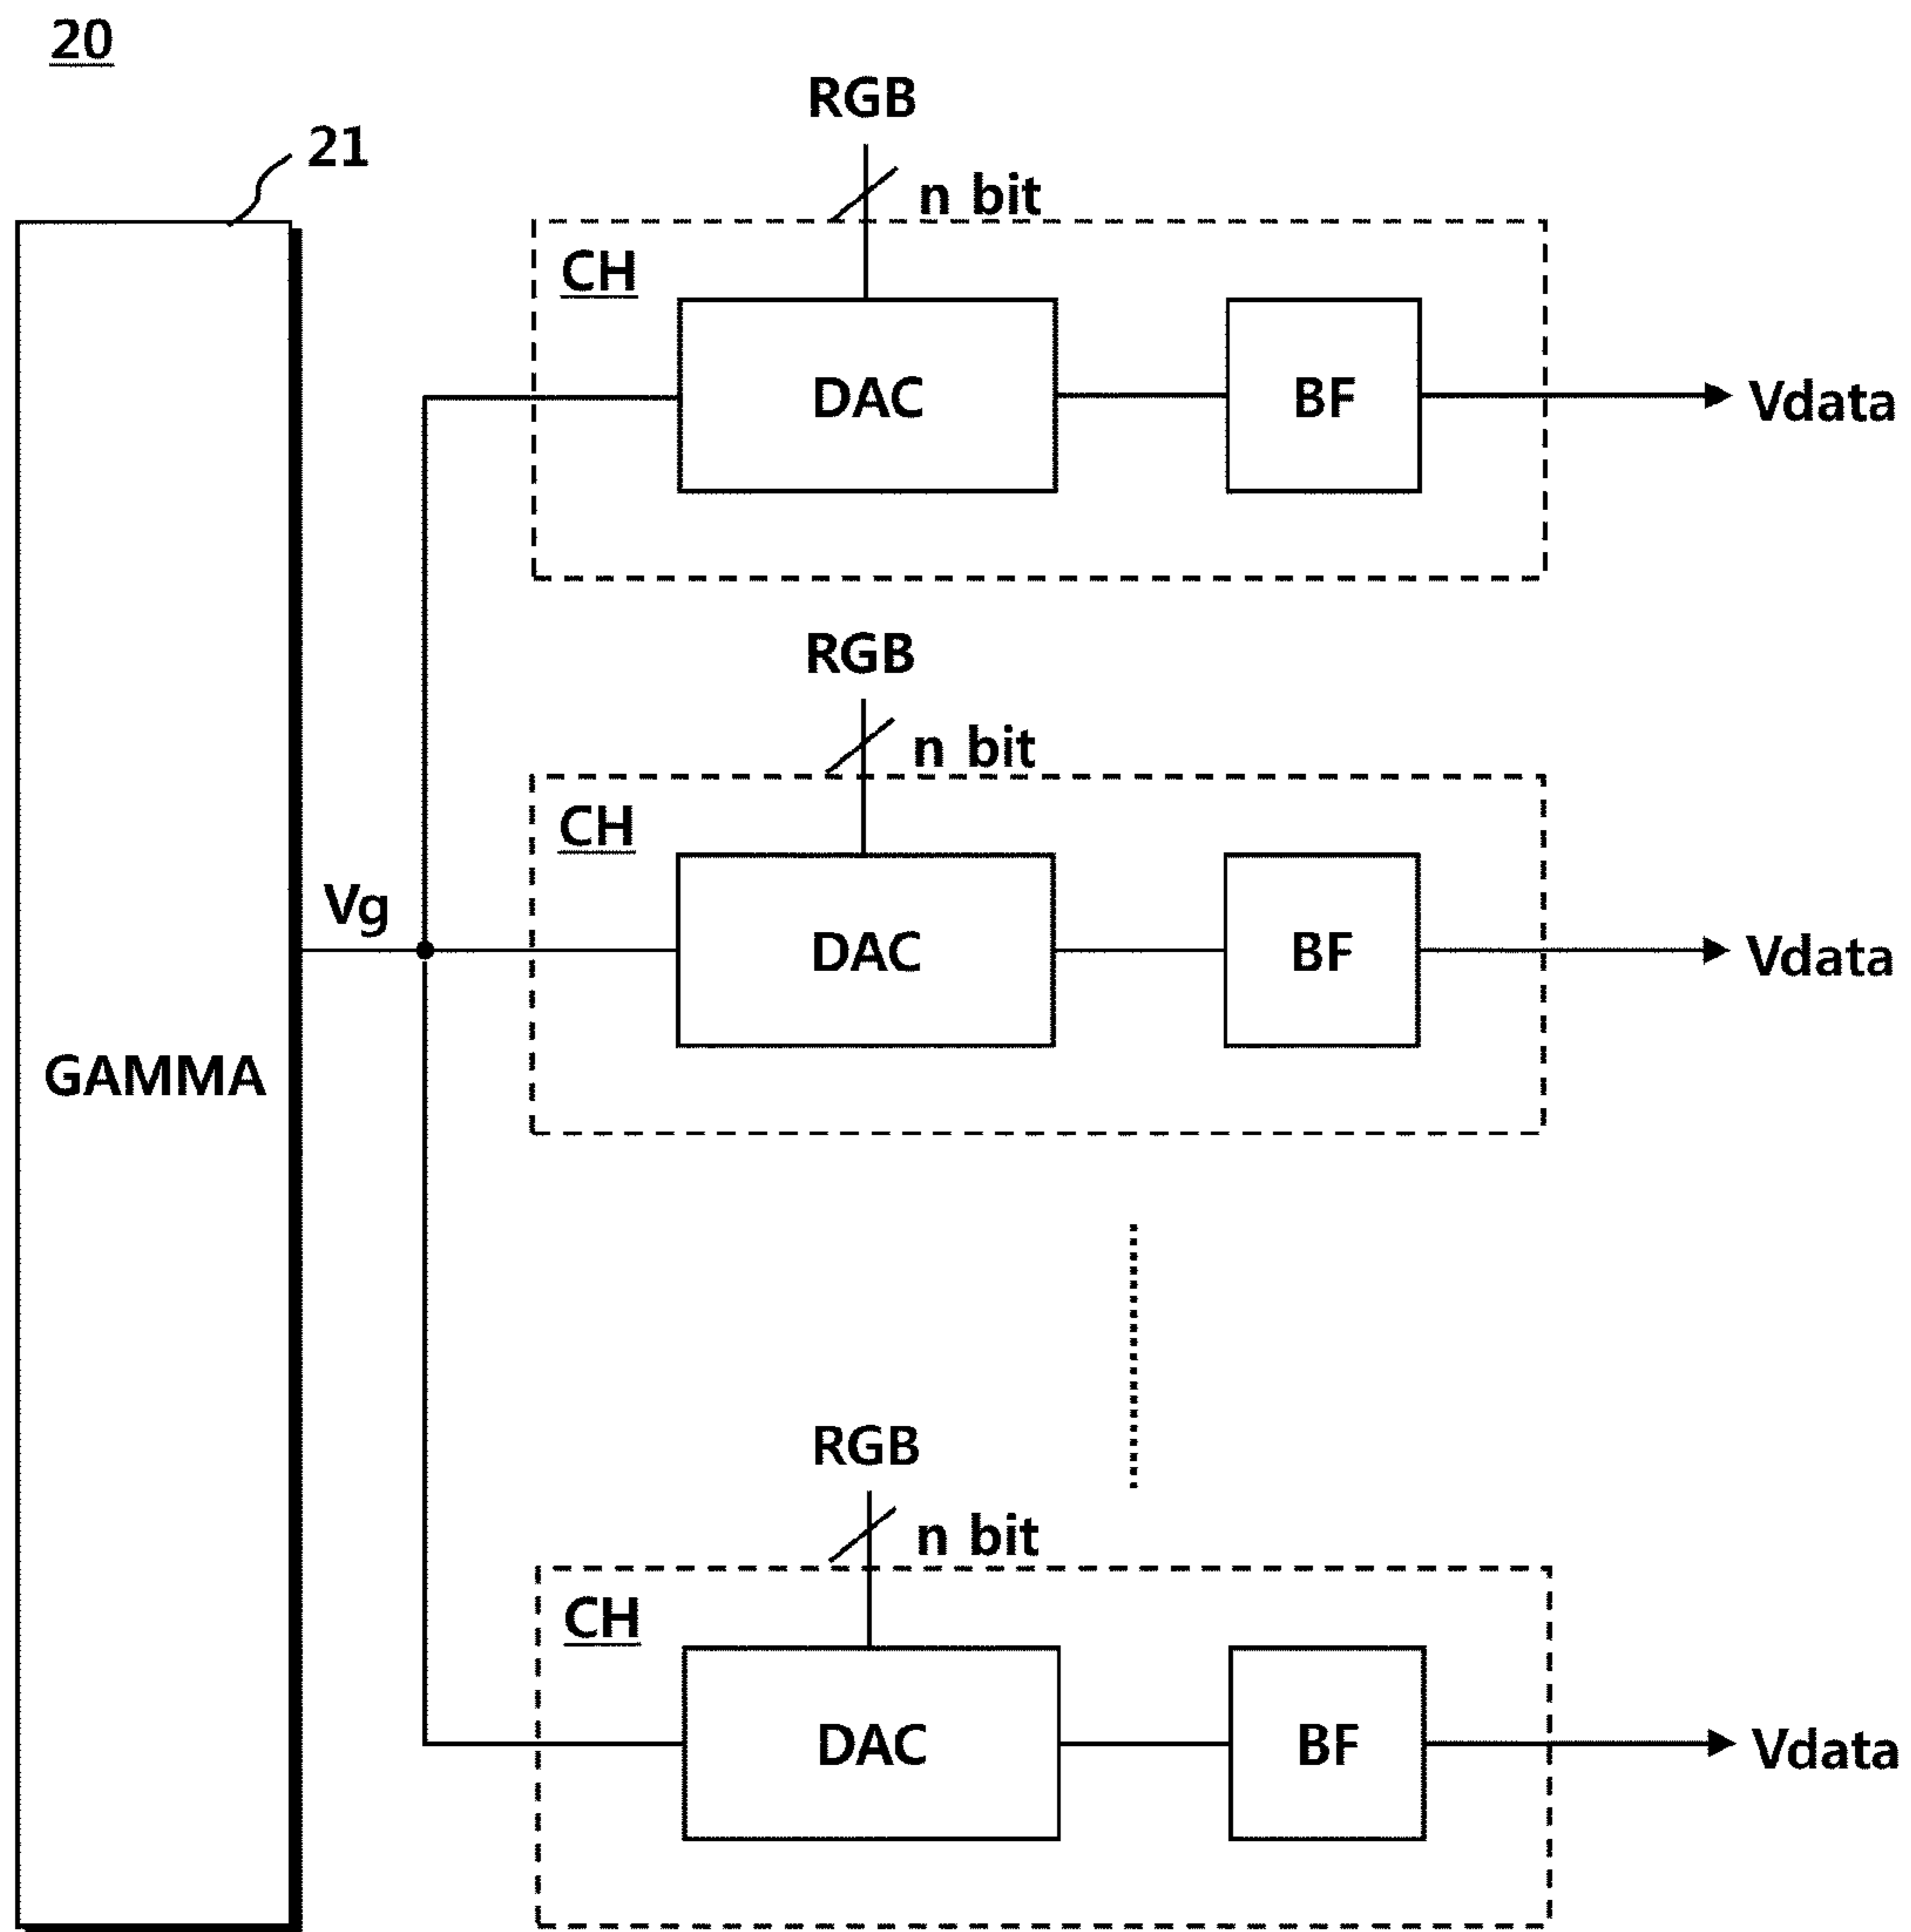 20
21
RGB
n bit
CH
DAC
BF
Vdata
RGB
n bit
CH
Vg
DAC
BF
Vdata
GAMMA
RGB
n bit
CH
DAC
BF
Vdata